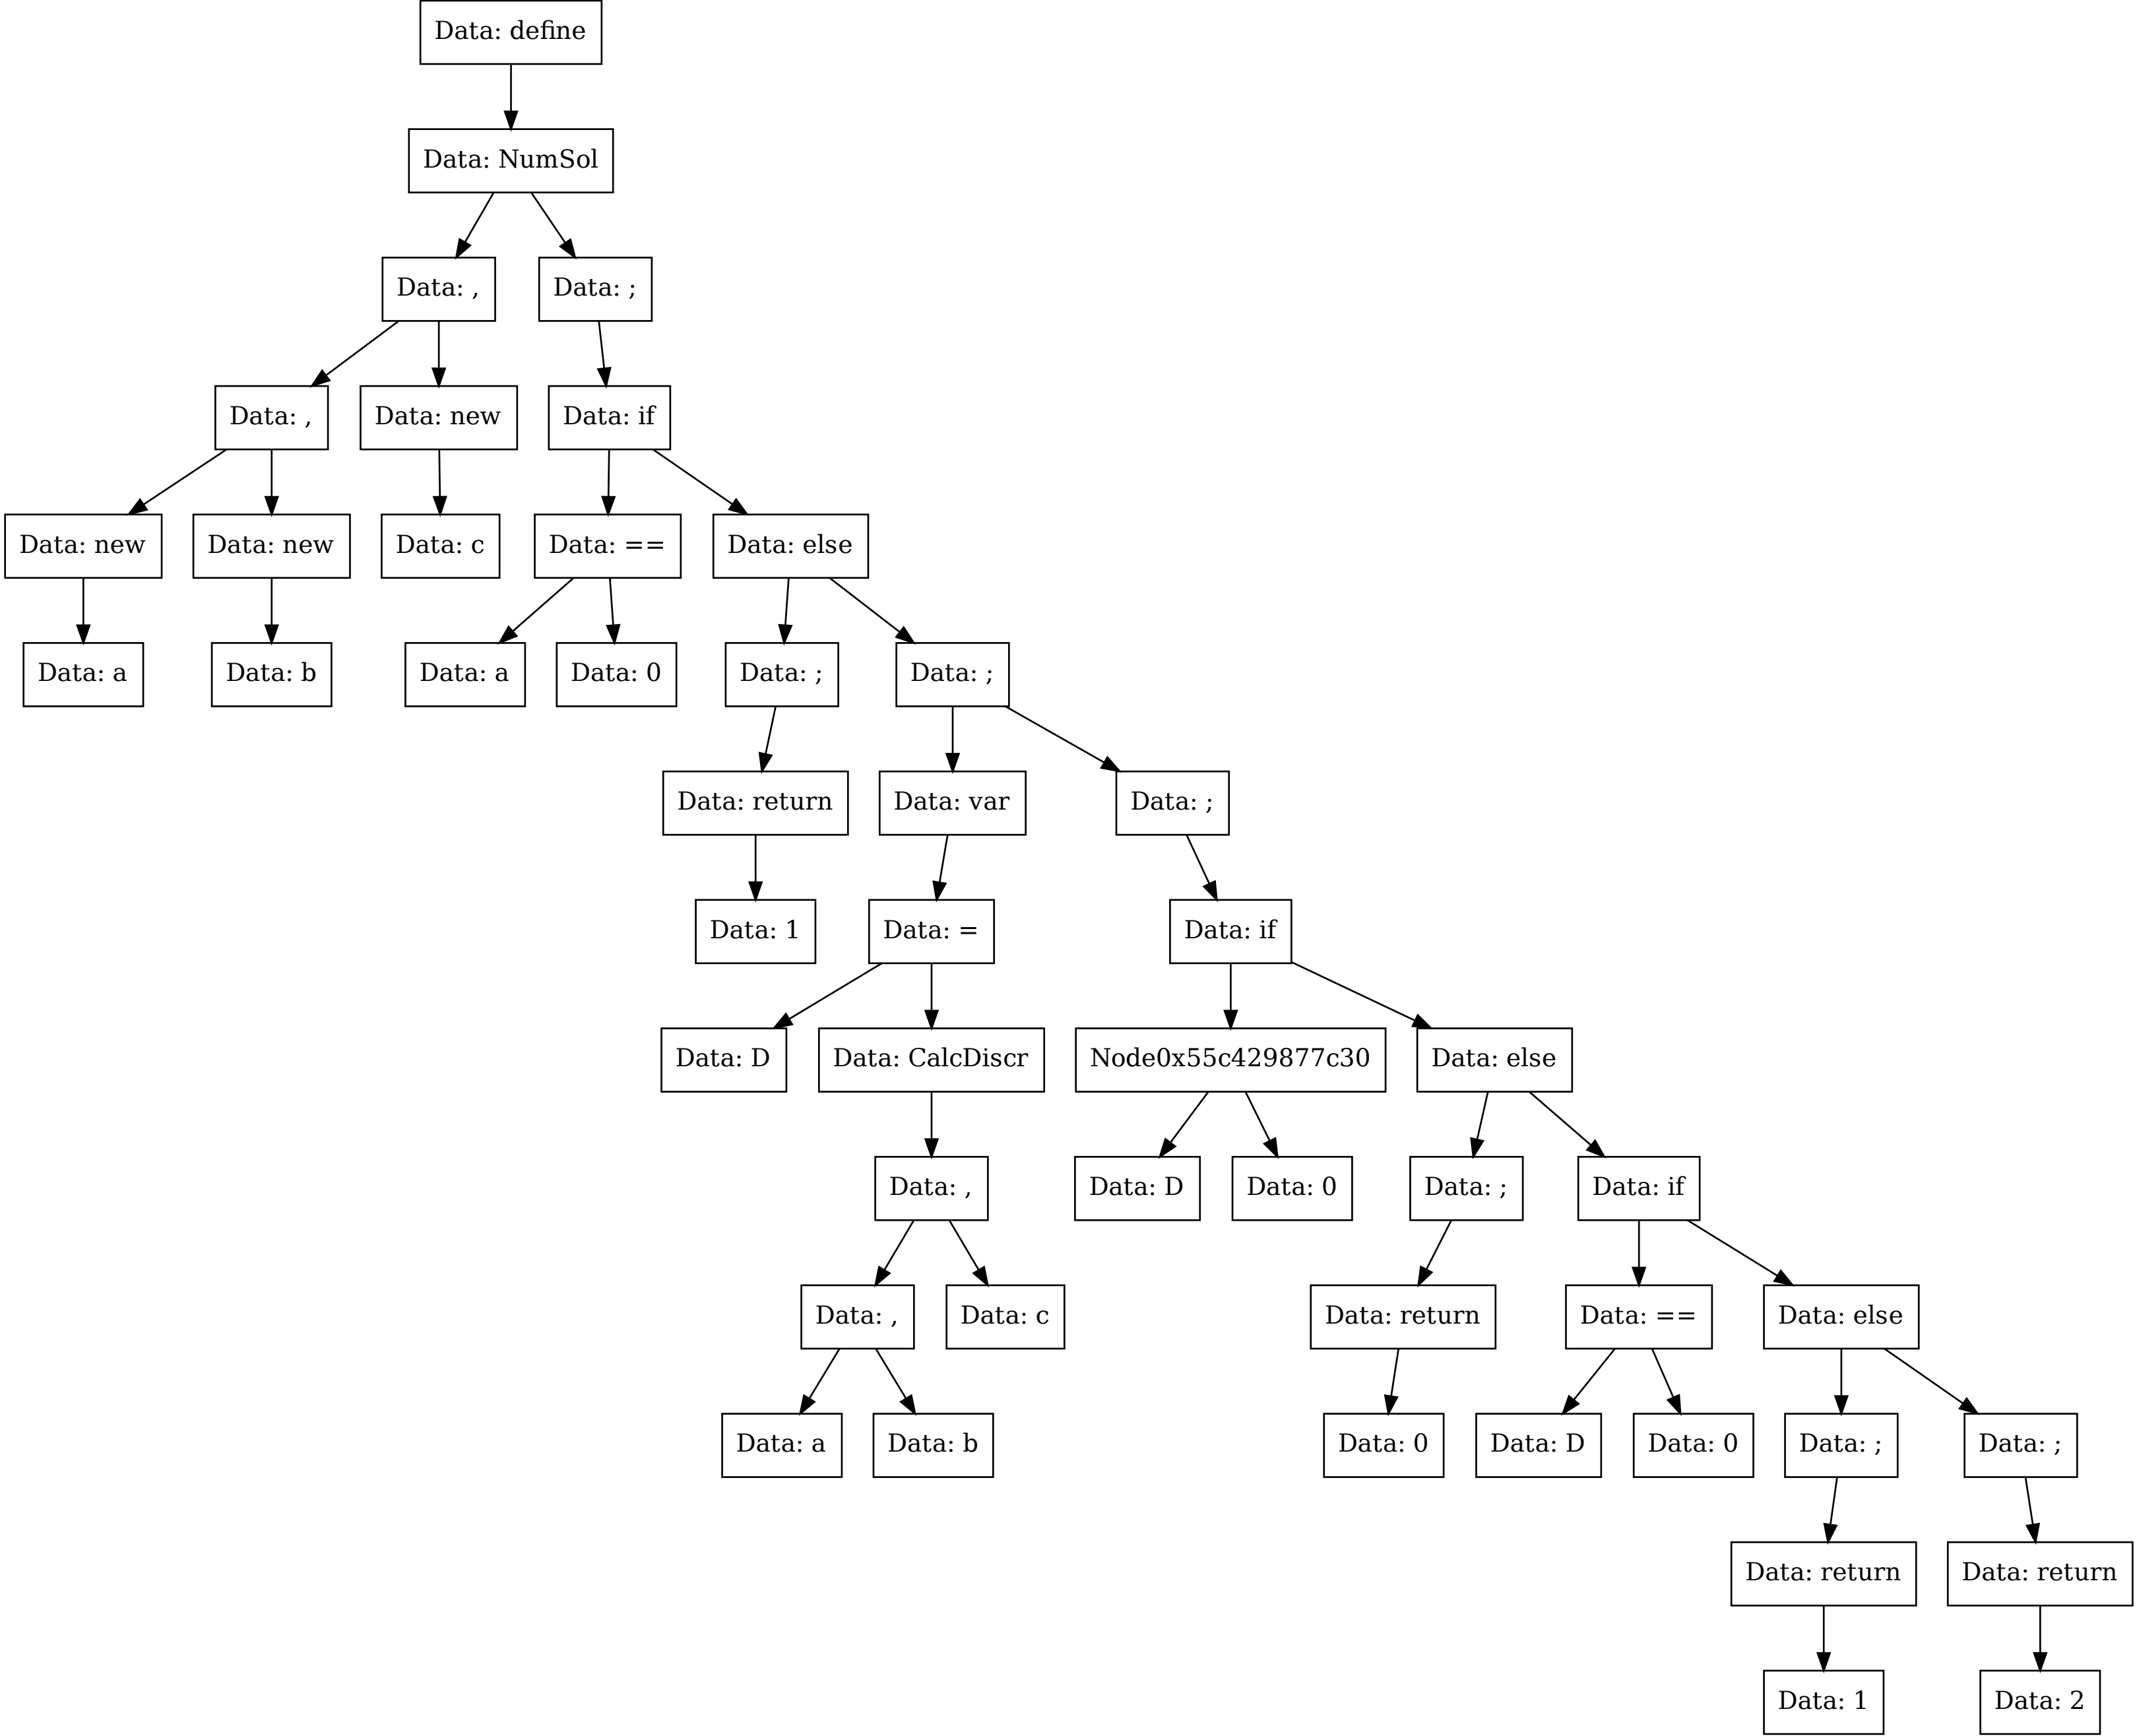 Data: define
Data: NumSol
Data: ,
Data: ;
Data: ,
Data: new
Data: if
Data: new
Data: new
Data: c
Data: ==
Data: else
Data: a
Data: b
Data: a
Data: 0
Data: ;
Data: ;
Data: return
Data: var
Data: ;
Data: 1
Data: =
Data: if
Data: D
Data: CalcDiscr
Node0x55c429877c30
Data: else
Data: ,
Data: D
Data: 0
Data: ;
Data: if
Data: ,
Data: c
Data: return
Data: ==
Data: else
Data: a
Data: b
Data: 0
Data: D
Data: 0
Data: ;
Data: ;
Data: return
Data: return
Data: 1
Data: 2